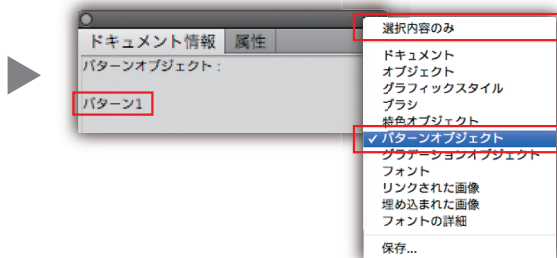 ドキュメント情報 属性
パターンオブジェクト：
パターン1
選択内容のみ
ドキュメント
オブジェクト
グラフィックスタイル
ブラシ
特色オブジェクト
✓パターンオブジェクト
グラデーションオブジェクト
フォント
リンクされた画像
埋め込まれた画像
フォントの詳細
保存...